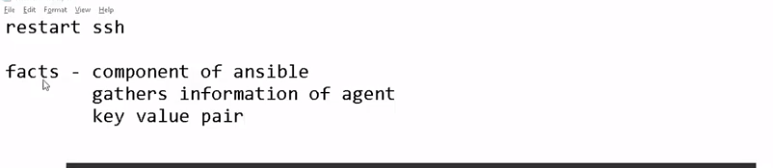 File Edit Format View Help
restart ssh
facts - component of ansible
gathers information of agent
key value pair